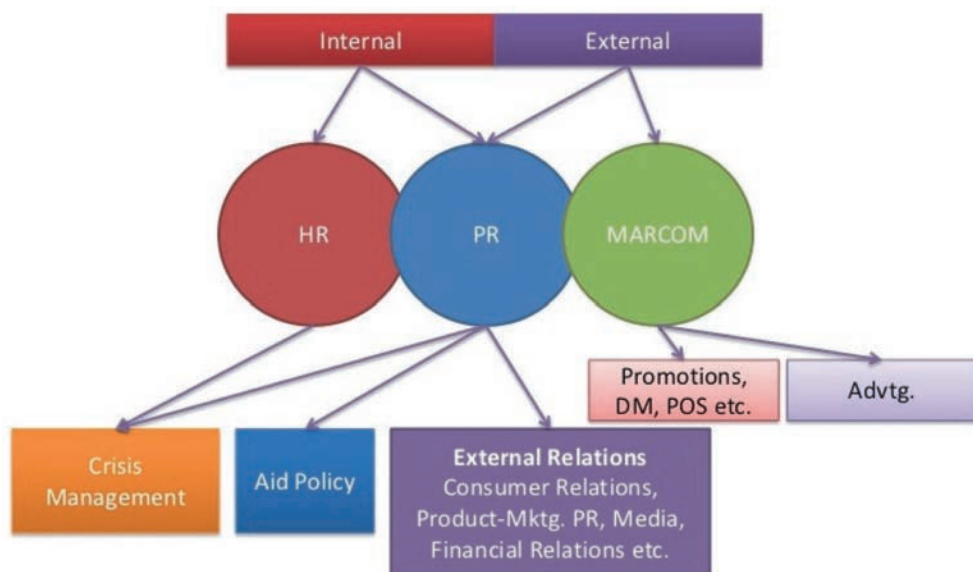 Internal
External
HR
PR
MARCOM
Promotions,
DM, POS etc.
Advtg.
Crisis
Management
Aid Policy
External Relations
Consumer Relations,
Product-Mktg. PR, Media,
Financial Relations etc.